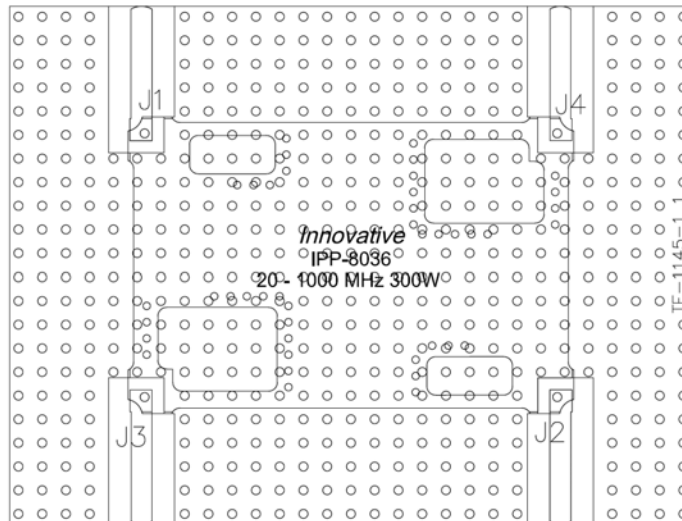 J1
J4
Innovative
IPP-8036
20 - 1000 MHz 300W
TF-1145-1.1
J3
J2